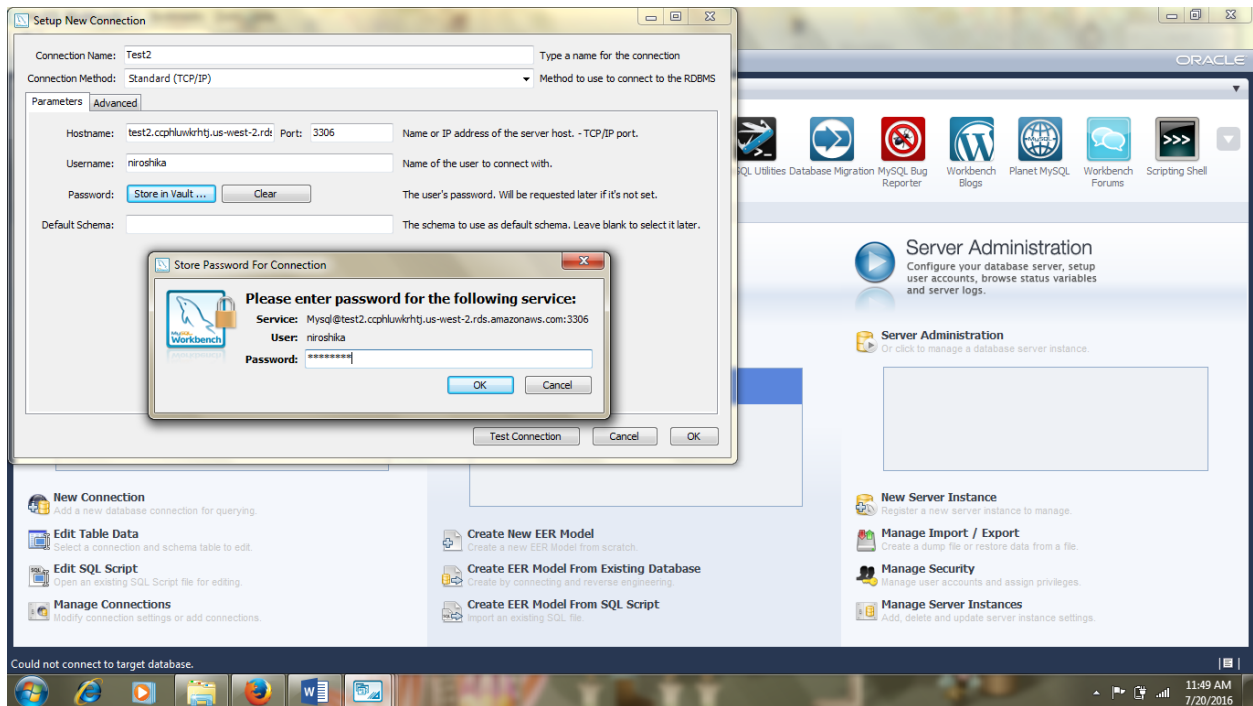 Setup New Connection
ORACLE
Connection Name: Test2 Type a name for the connection
Connection Method: Standard (TCP/IP) Method to use to connect to the RDBMS
Parameters Advanced
Hostname: test2.ccphluwkrhtj.us-west-2.rds Port: 3306 Name or IP address of the server host. - TCP/IP port.
Username: niroshika Name of the user to connect with.
Password: Store in Vault ... Clear The user's password. Will be requested later if it's not set.
Default Schema: The schema to use as default schema. Leave blank to select it later.
Store Password For Connection
Please enter password for the following service:
Service: Mysql@test2.ccphluwkrhtj.us-west-2.rds.amazonaws.com:3306
User: niroshika
Password: ********
OK Cancel
MySQL
Workbench
Test Connection Cancel OK
SQL Utilities Database Migration MySQL Bug Reporter Workbench Blogs Planet MySQL Workbench Forums Scripting Shell
Server Administration
Configure your database server, setup
user accounts, browse status variables
and server logs.
Server Administration
Or click to manage a database server instance.
New Connection
Add a new database connection for querying.
Edit Table Data
Select a connection and schema table to edit.
Edit SQL Script
Open an existing SQL Script file for editing.
Manage Connections
Modify connection settings or add connections.
Create New EER Model
Create a new EER Model from scratch.
Create EER Model From Existing Database
Create by connecting and reverse engineering.
Create EER Model From SQL Script
Import an existing SQL file.
New Server Instance
Register a new server instance to manage.
Manage Import / Export
Create a dump file or restore data from a file.
Manage Security
Manage user accounts and assign privileges.
Manage Server Instances
Add, delete and update server instance settings.
Could not connect to target database.
11:49 AM
7/20/2016